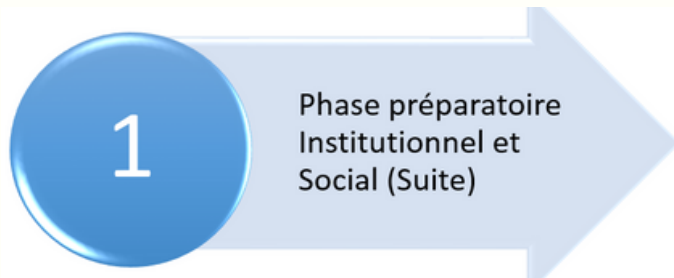 1
Phase préparatoire
Institutionnel et
Social (Suite)